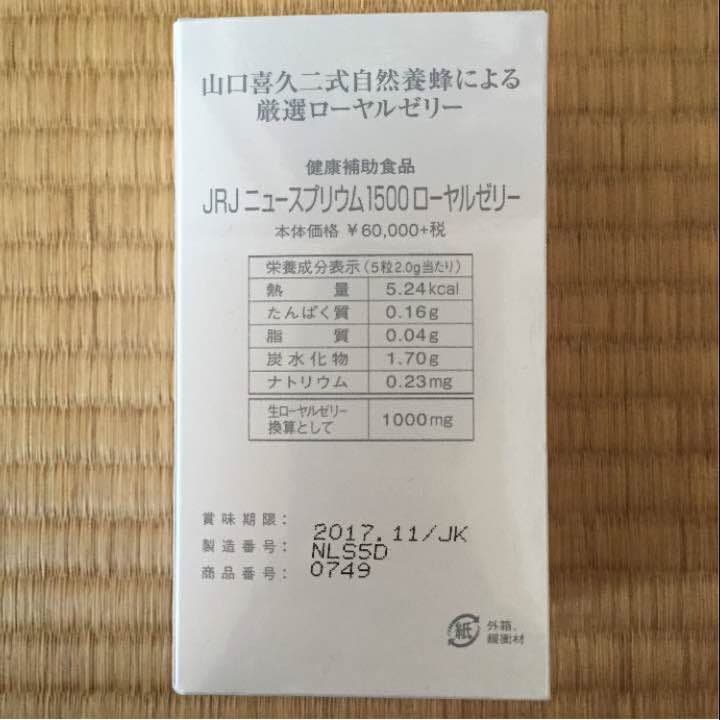 山口喜久二式自然養蜂による
厳選ローヤルゼリー
健康補助食品
JRJ ニュースプリウム1500 ローヤルゼリー
本体価格 ¥60,000+税
栄養成分表示（5粒2.0g当たり）
熱量 5.24kcal
たんぱく質 0.16g
脂質 0.04g
炭水化物 1.70g
ナトリウム 0.23mg
生ローヤルゼリー
換算として 1000mg
賞味期限： 2017.11/JK
製造番号： NLS5D
商品番号： 0749
紙 外箱、
緩衝材